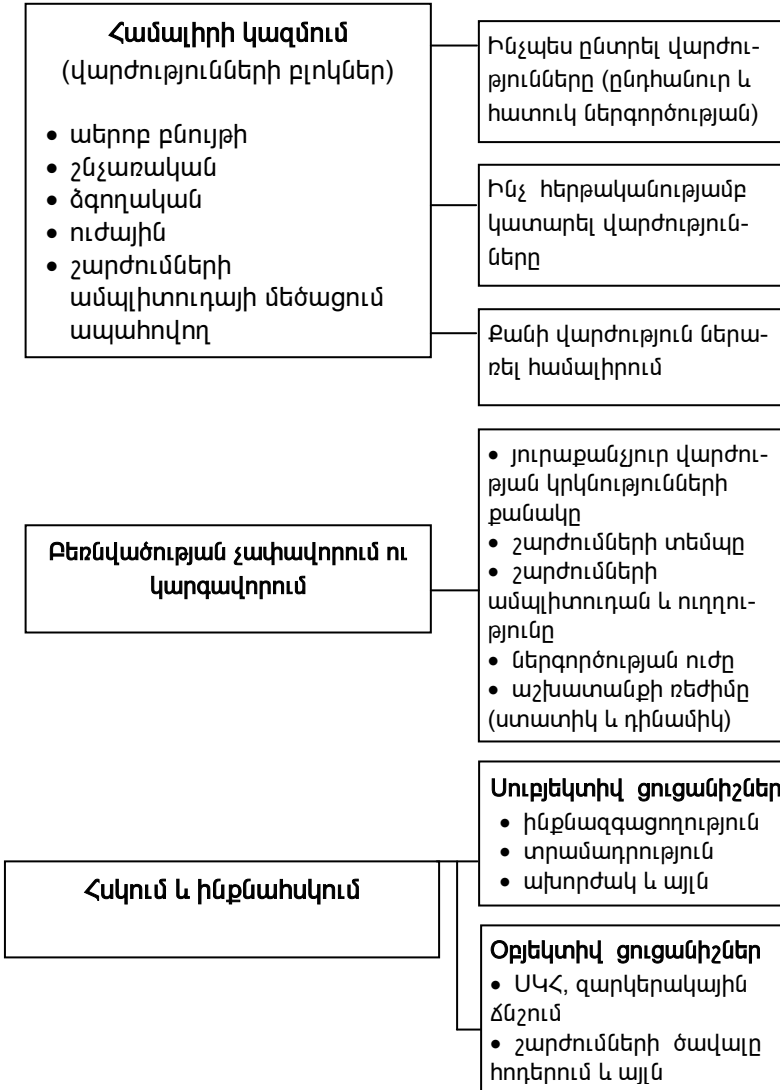 Համալիրի կազմում
(վարժությունների բլոկներ)
• աերոբ բնույթի
• շնչառական
• ձգողական
• ուժային
• շարժումների
ամպլիտուդայի մեծացում
ապահովող
Ինչպես ընտրել վարժու-
թյունները (ընդհանուր և
հատուկ ներգործության)
Ինչ հերթականությամբ
կատարել վարժություն-
ները
Քանի վարժություն ներա-
ռել համալիրում
Բեռնվածության չափավորում ու
կարգավորում
• յուրաքանչյուր վարժու-
թյան կրկնությունների
քանակը
• շարժումների տեմպը
• շարժումների
ամպլիտուդան և ուղղու-
թյունը
• ներգործության ուժը
• աշխատանքի ռեժիմը
(ստատիկ և դինամիկ)
Հսկում և ինքնահսկում
Սուբյեկտիվ ցուցանիշներ
• ինքնազգացողություն
• տրամադրություն
• ախորժակ և այլն
Օբյեկտիվ ցուցանիշներ
• ՍԿՀ, զարկերակային
ճնշում
• շարժումների ծավալը
հոդերում և այլն